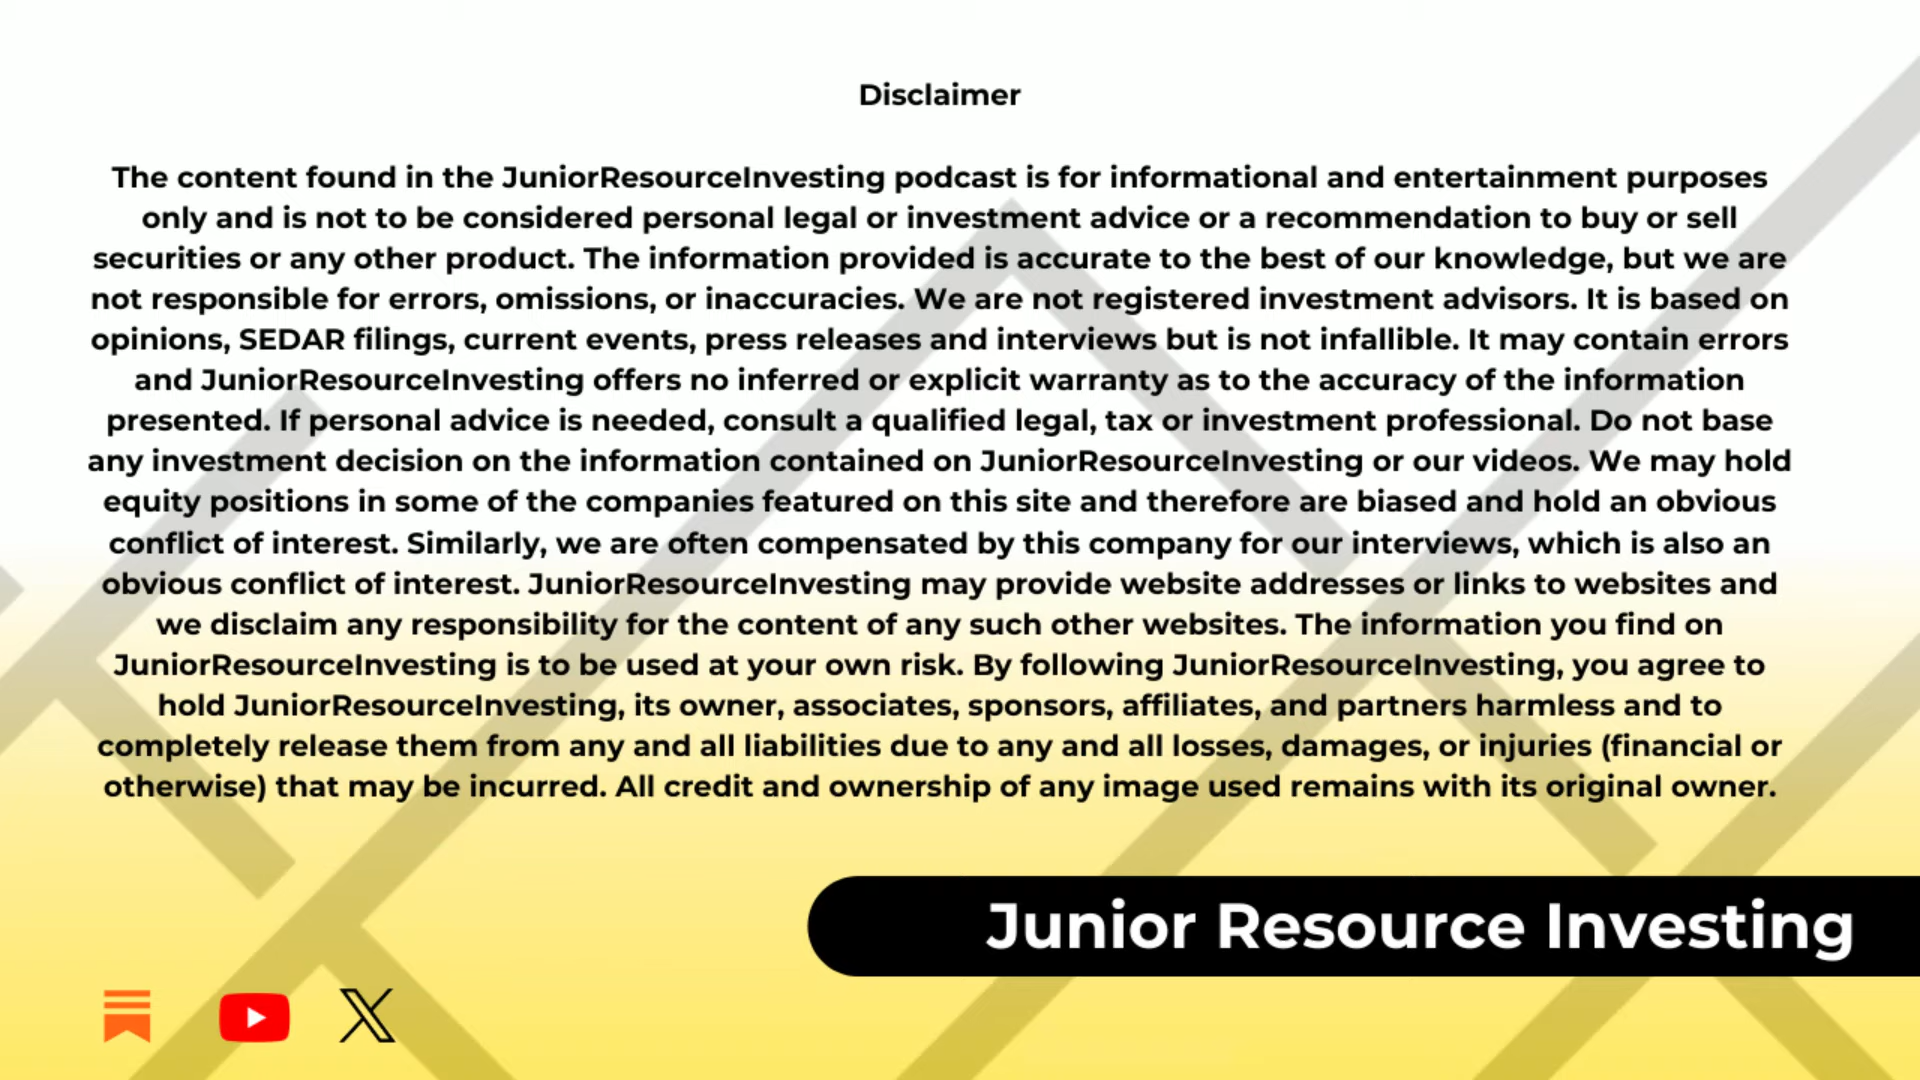 Disclaimer
The content found in the JuniorResourceInvesting podcast is for informational and entertainment purposes
only and is not to be considered personal legal or investment advice or a recommendation to buy or sell
securities or any other product. The information provided is accurate to the best of our knowledge, but we are
not responsible for errors, omissions, or inaccuracies. We are not registered investment advisors. It is based on
opinions, SEDAR filings, current events, press releases and interviews but is not infallible. It may contain errors
and JuniorResourceInvesting offers no inferred or explicit warranty as to the accuracy of the information
presented. If personal advice is needed, consult a qualified legal, tax or investment professional. Do not base
any investment decision on the information contained on JuniorResourceInvesting or our videos. We may hold
equity positions in some of the companies featured on this site and therefore are biased and hold an obvious
conflict of interest. Similarly, we are often compensated by this company for our interviews, which is also an
obvious conflict of interest. JuniorResourceInvesting may provide website addresses or links to websites and
we disclaim any responsibility for the content of any such other websites. The information you find on
JuniorResourceInvesting is to be used at your own risk. By following JuniorResourceInvesting, you agree to
hold JuniorResourceInvesting, its owner, associates, sponsors, affiliates, and partners harmless and to
completely release them from any and all liabilities due to any and all losses, damages, or injuries (financial or
otherwise) that may be incurred. All credit and ownership of any image used remains with its original owner.
Junior Resource Investing